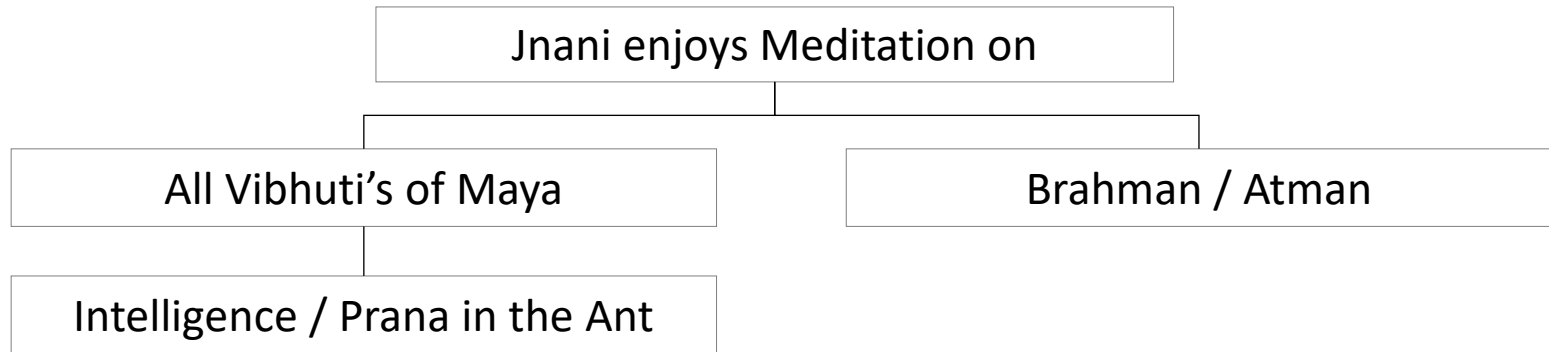 Jnani enjoys Meditation on
All Vibhuti’s of Maya
Brahman / Atman
Intelligence / Prana in the Ant